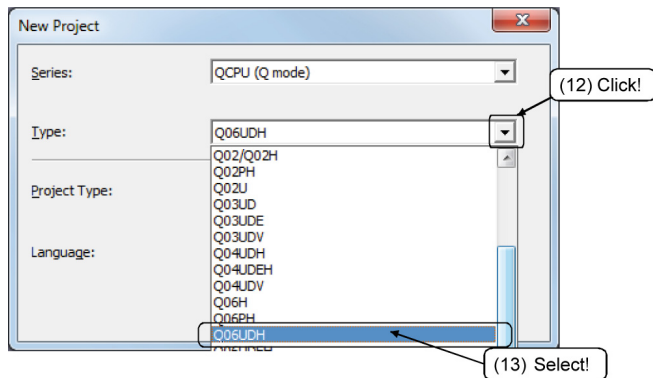 New Project
Series:
QCPU (Q mode)
(12) Click!
Type:
Q06UDH
Q02/Q02H
Q02PH
Q02U
Q03UD
Project Type:
Q03UDE
Q03UDV
Q04UDH
Language:
Q04UDEH
Q04UDV
Q06H
Q06PH
Q06UDH
(13) Select!